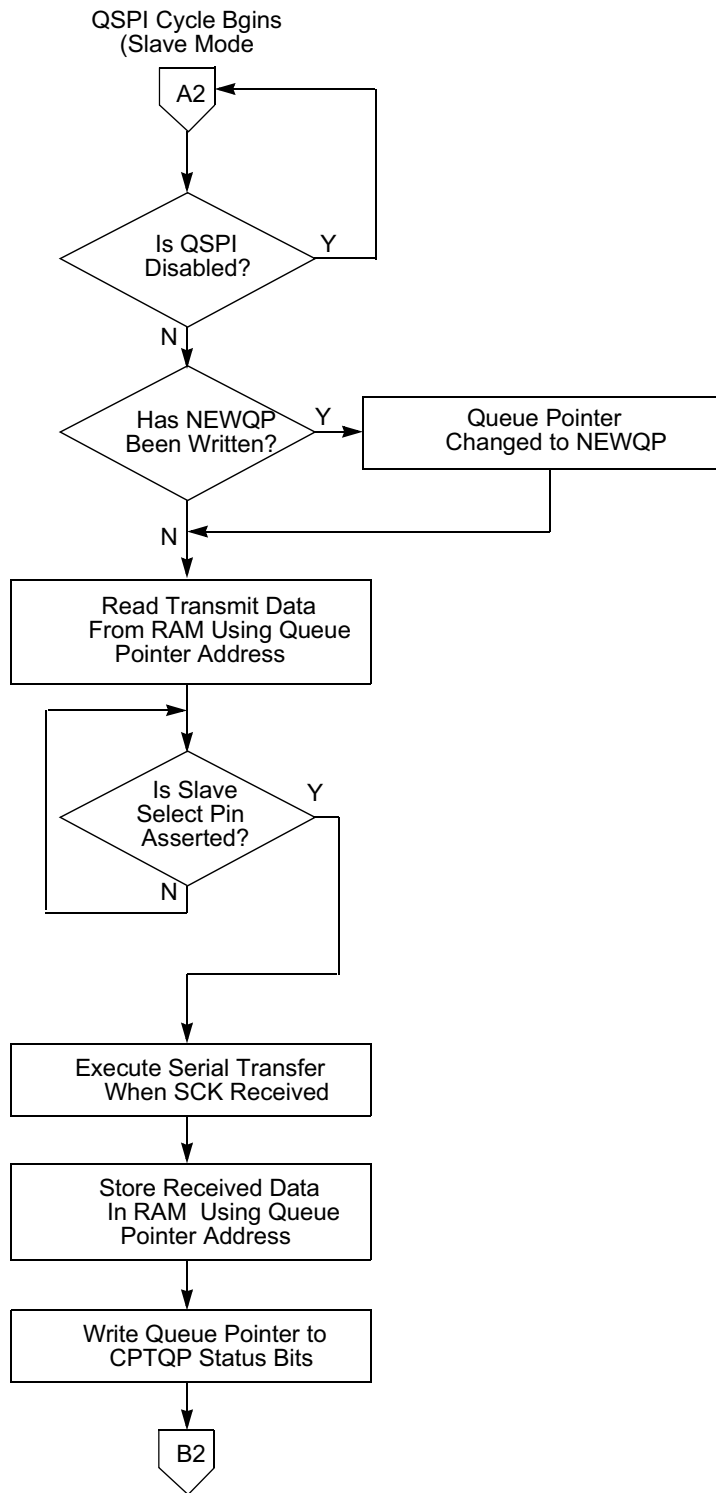 QSPI Cycle Bgins
(Slave Mode
A2
Is QSPI
Disabled?
Y
N
Has NEWQP
Been Written?
Y
Queue Pointer
Changed to NEWQP
N
Read Transmit Data
From RAM Using Queue
Pointer Address
Is Slave
Select Pin
Asserted?
Y
N
Execute Serial Transfer
When SCK Received
Store Received Data
In RAM Using Queue
Pointer Address
Write Queue Pointer to
CPTQP Status Bits
B2